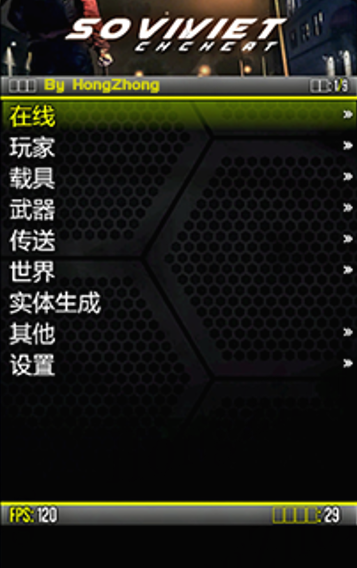 SOVIVIET
CHCHEAT
□□□ By HongZhong □□:1/9
在线
玩家
载具
武器
传送
世界
实体生成
其他
设置
FPS: 120 □□□□: 29